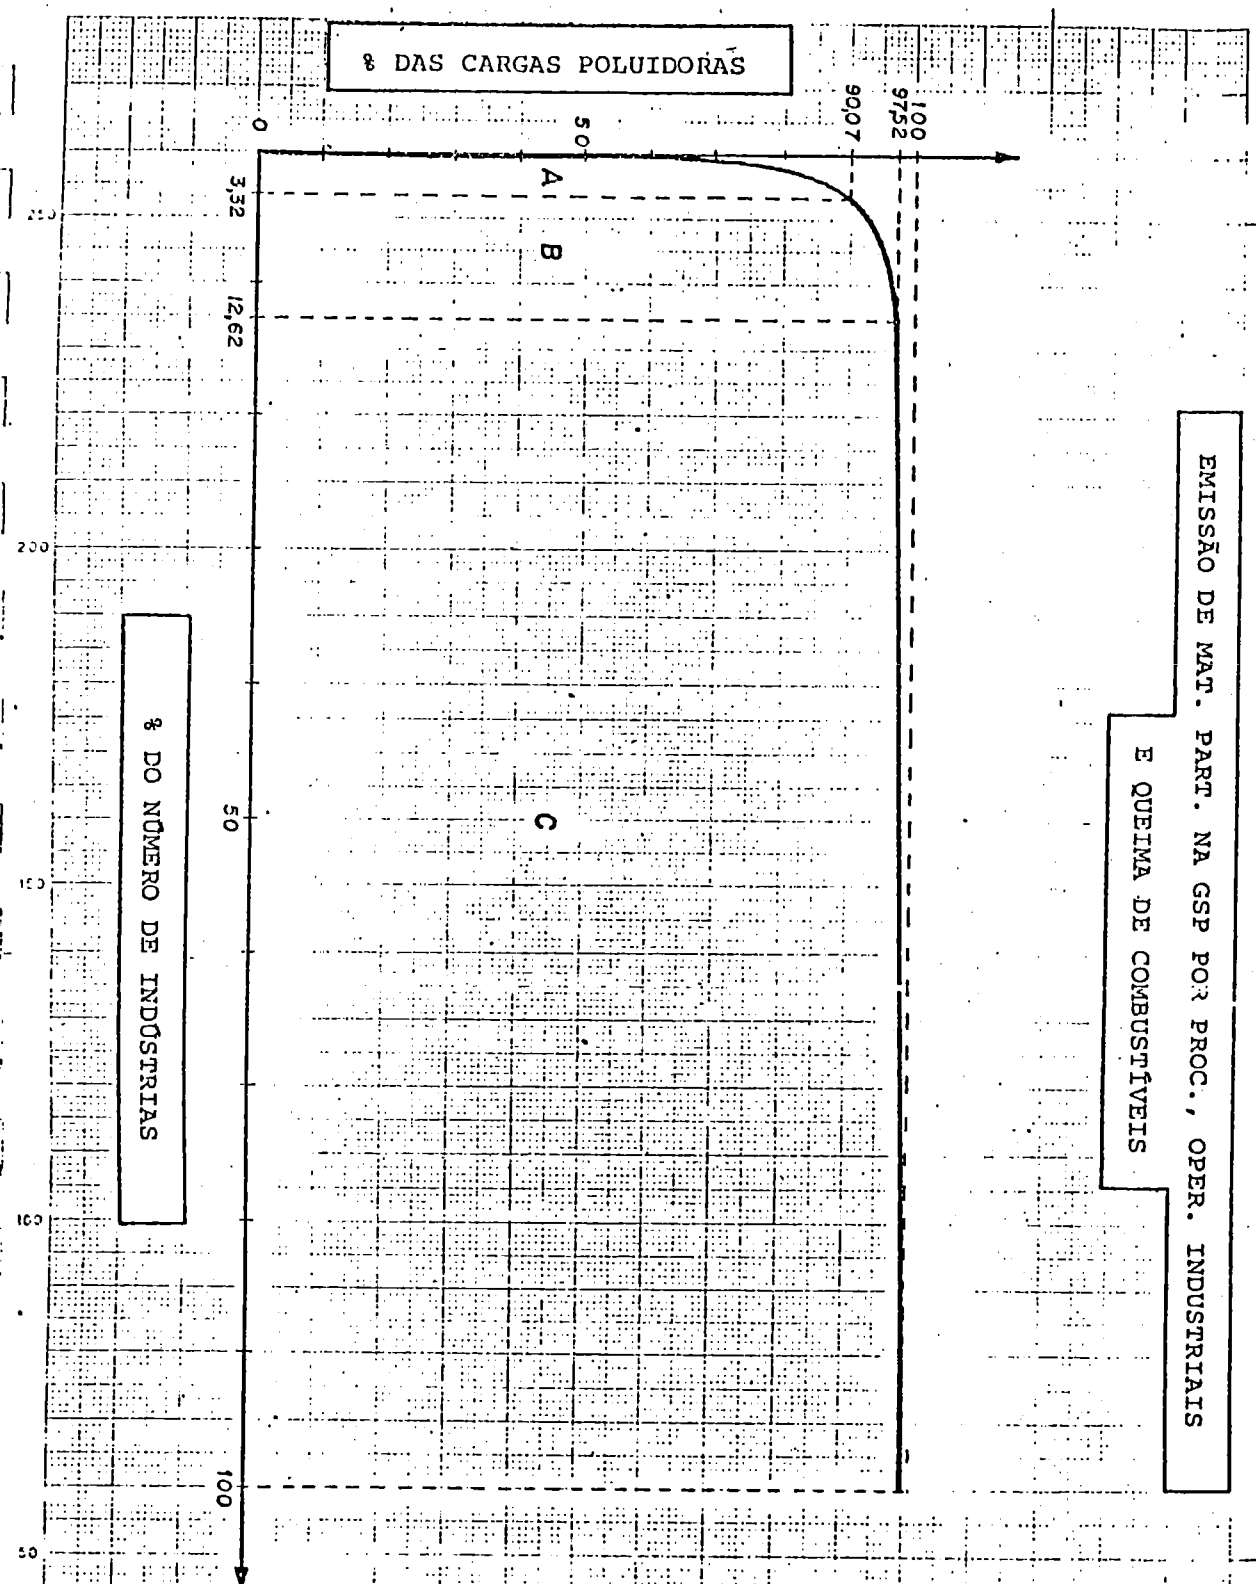 EMISSÃO DE MAT. PART. NA GSP POR PROC., OPER. INDUSTRIAIS
E QUEIMA DE COMBUSTÍVEIS
% DAS CARGAS POLUIDORAS
100
97,52
90,07
50
0
A
B
C
3,32
12,62
50
100
% DO NÚMERO DE INDÚSTRIAS
250
200
150
100
50